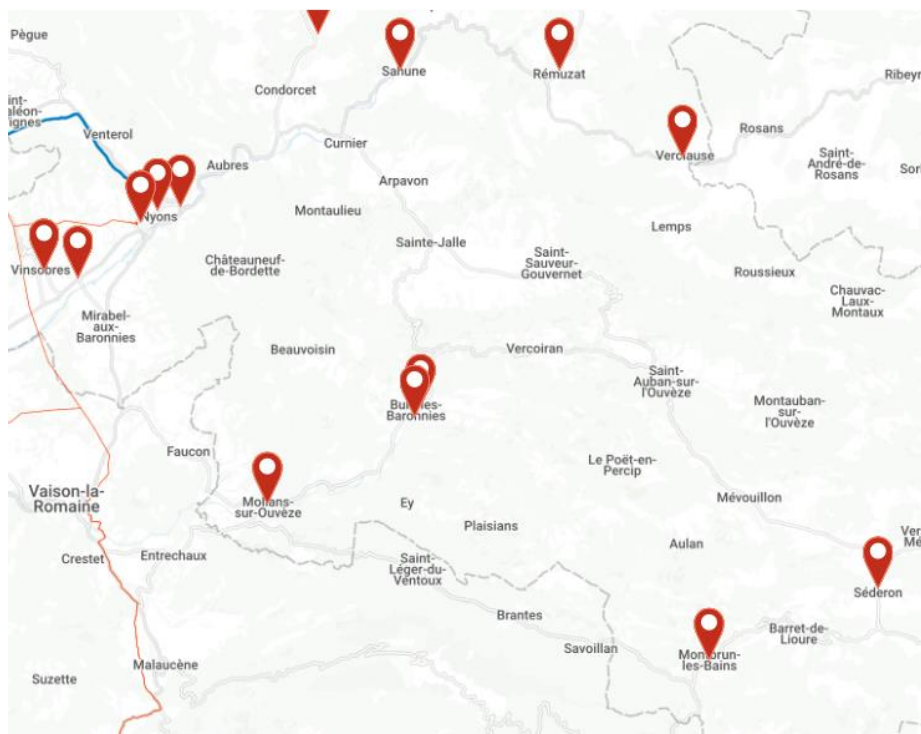 Pègue
Sahune
Rémuzat
Ribeyr
Condorcet
Venterol
Rosans
Curnier
Verclause
Aubres
Saint-
André-de-
Rosans
Arpavon
Nyons
Montaulieu
Lemps
Sainte-Jalle
Saint-
Sauveur-
Gouvernet
Châteauneuf-
de-Bordette
Vinsobres
Roussieux
Chauvac-
Laux-
Montaux
Mirabel-
aux-
Baronnies
Beauvoisin
Vercoiran
Saint-
Auban-sur-
l'Ouvèze
Baronnies
Montauban-
sur-
l'Ouvèze
Faucon
Le Poët-en-
Percip
Vaison-la-
Romaine
Mollans-
sur-Ouvèze
Ey
Mévouillon
Plaisians
Crestet
Entrechaux
Aulan
Saint-
Léger-du-
Ventoux
Séderon
Brantes
Barret-de-
Lioure
Savoillan
Montbrun-
les-Bains
Malaucène
Suzette